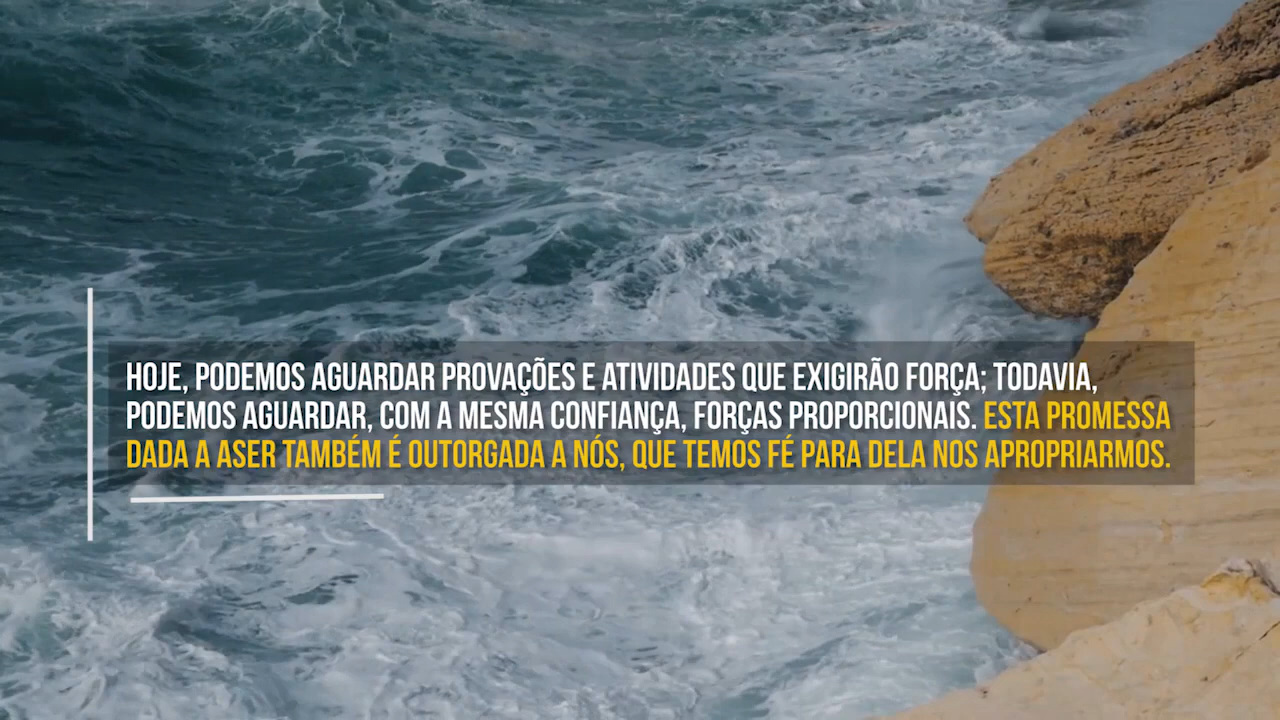 HOJE, PODEMOS AGUARDAR PROVAÇÕES E ATIVIDADES QUE EXIGIRÃO FORÇA; TODAVIA,
PODEMOS AGUARDAR, COM A MESMA CONFIANÇA, FORÇAS PROPORCIONAIS. ESTA PROMESSA
DADA A ASER TAMBÉM É OUTORGADA A NÓS, QUE TEMOS FÉ PARA DELA NOS APROPRIARMOS.